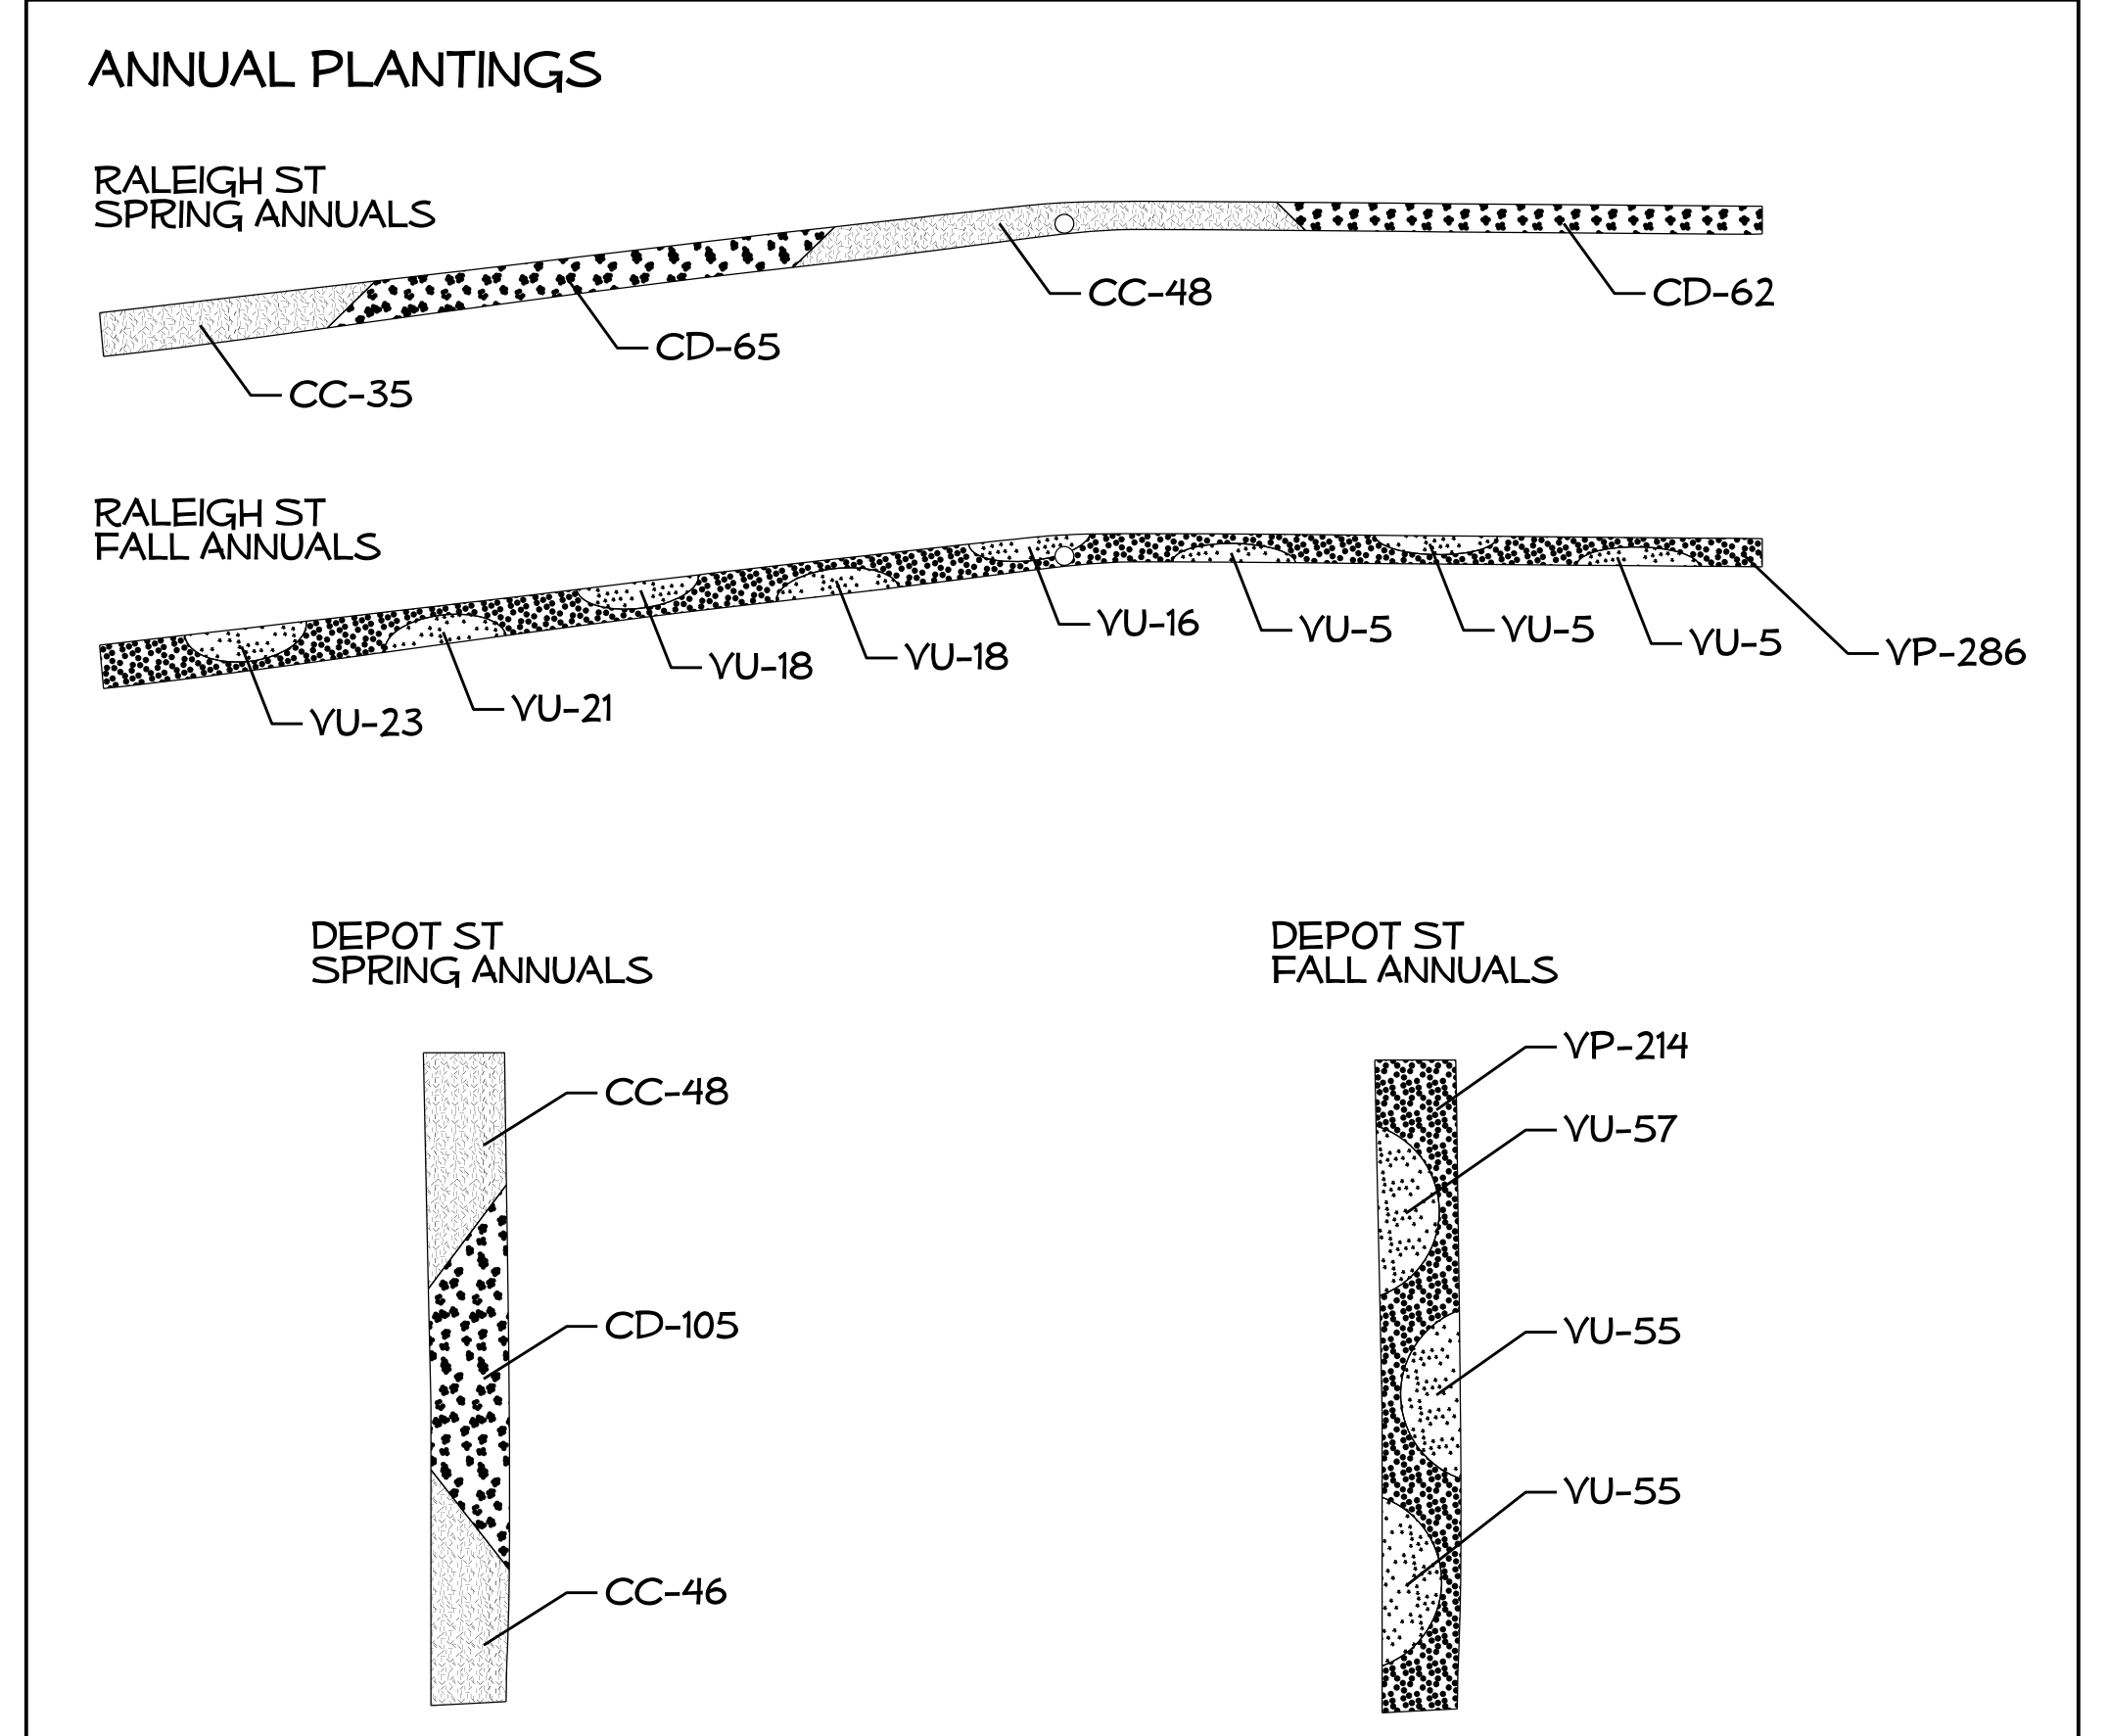 ANNUAL PLANTINGS
RALEIGH ST
SPRING ANNUALS
CC-48
CD-62
CD-65
CC-35
RALEIGH ST
FALL ANNUALS
VU-16
VU-5
VU-5
VU-5
VP-286
VU-18
VU-18
VU-21
VU-23
DEPOT ST
SPRING ANNUALS
CC-48
CD-105
CC-46
DEPOT ST
FALL ANNUALS
VP-214
VU-57
VU-55
VU-55